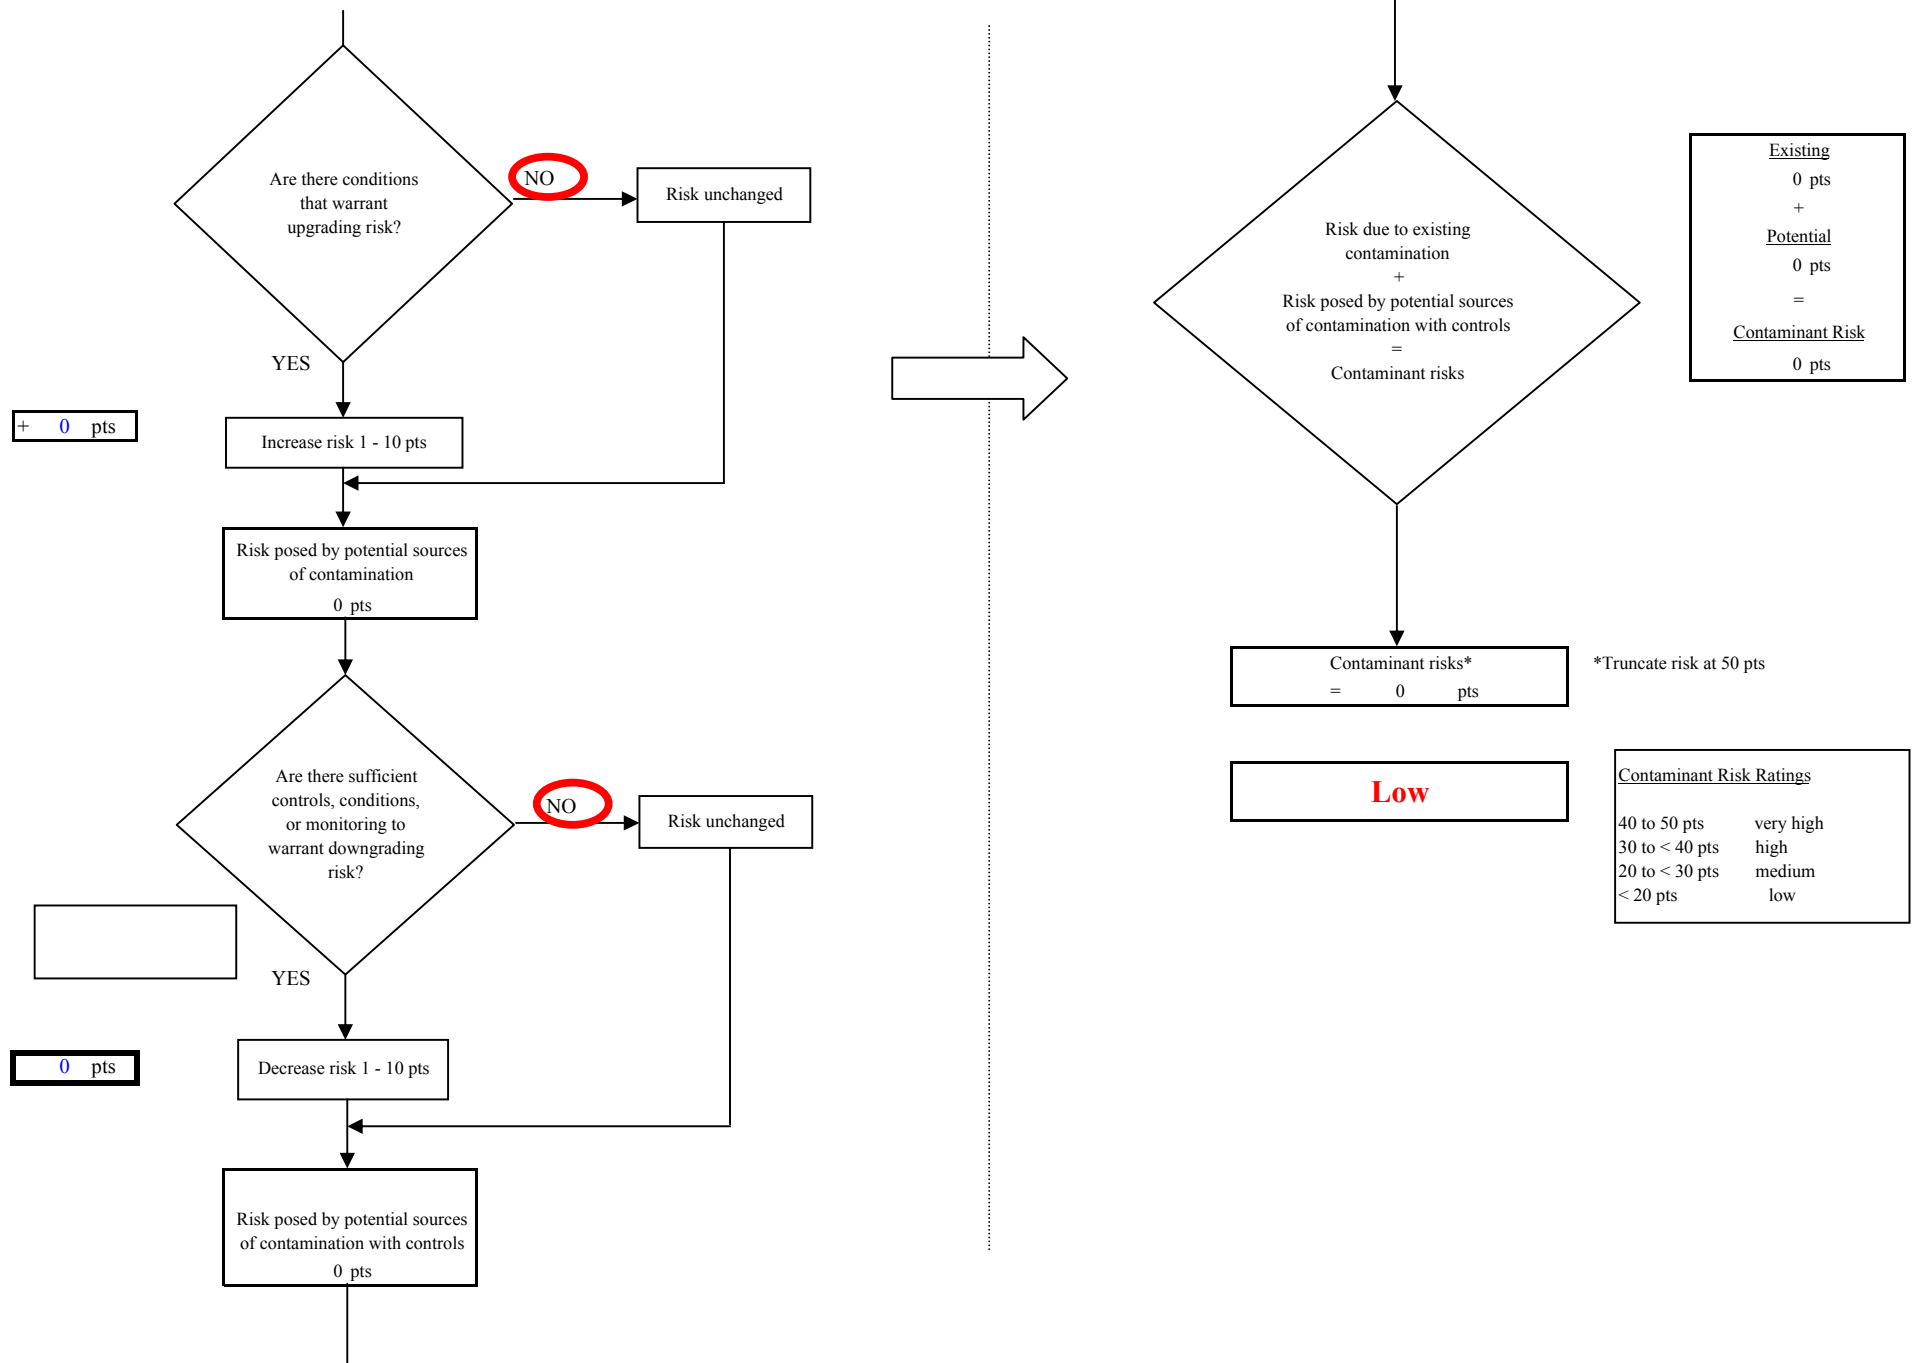 Are there conditions
that warrant
upgrading risk?
NO
Risk unchanged
YES
+ 0 pts
Increase risk 1 - 10 pts
Risk posed by potential sources
of contamination
0 pts
Are there sufficient
controls, conditions,
or monitoring to
warrant downgrading
risk?
NO
Risk unchanged
YES
0 pts
Decrease risk 1 - 10 pts
Risk posed by potential sources
of contamination with controls
0 pts
Risk due to existing
contamination
+
Risk posed by potential sources
of contamination with controls
=
Contaminant risks
Existing
0 pts
+
Potential
0 pts
=
Contaminant Risk
0 pts
Contaminant risks*
= 0 pts
*Truncate risk at 50 pts
Low
Contaminant Risk Ratings
40 to 50 pts very high
30 to < 40 pts high
20 to < 30 pts medium
< 20 pts low